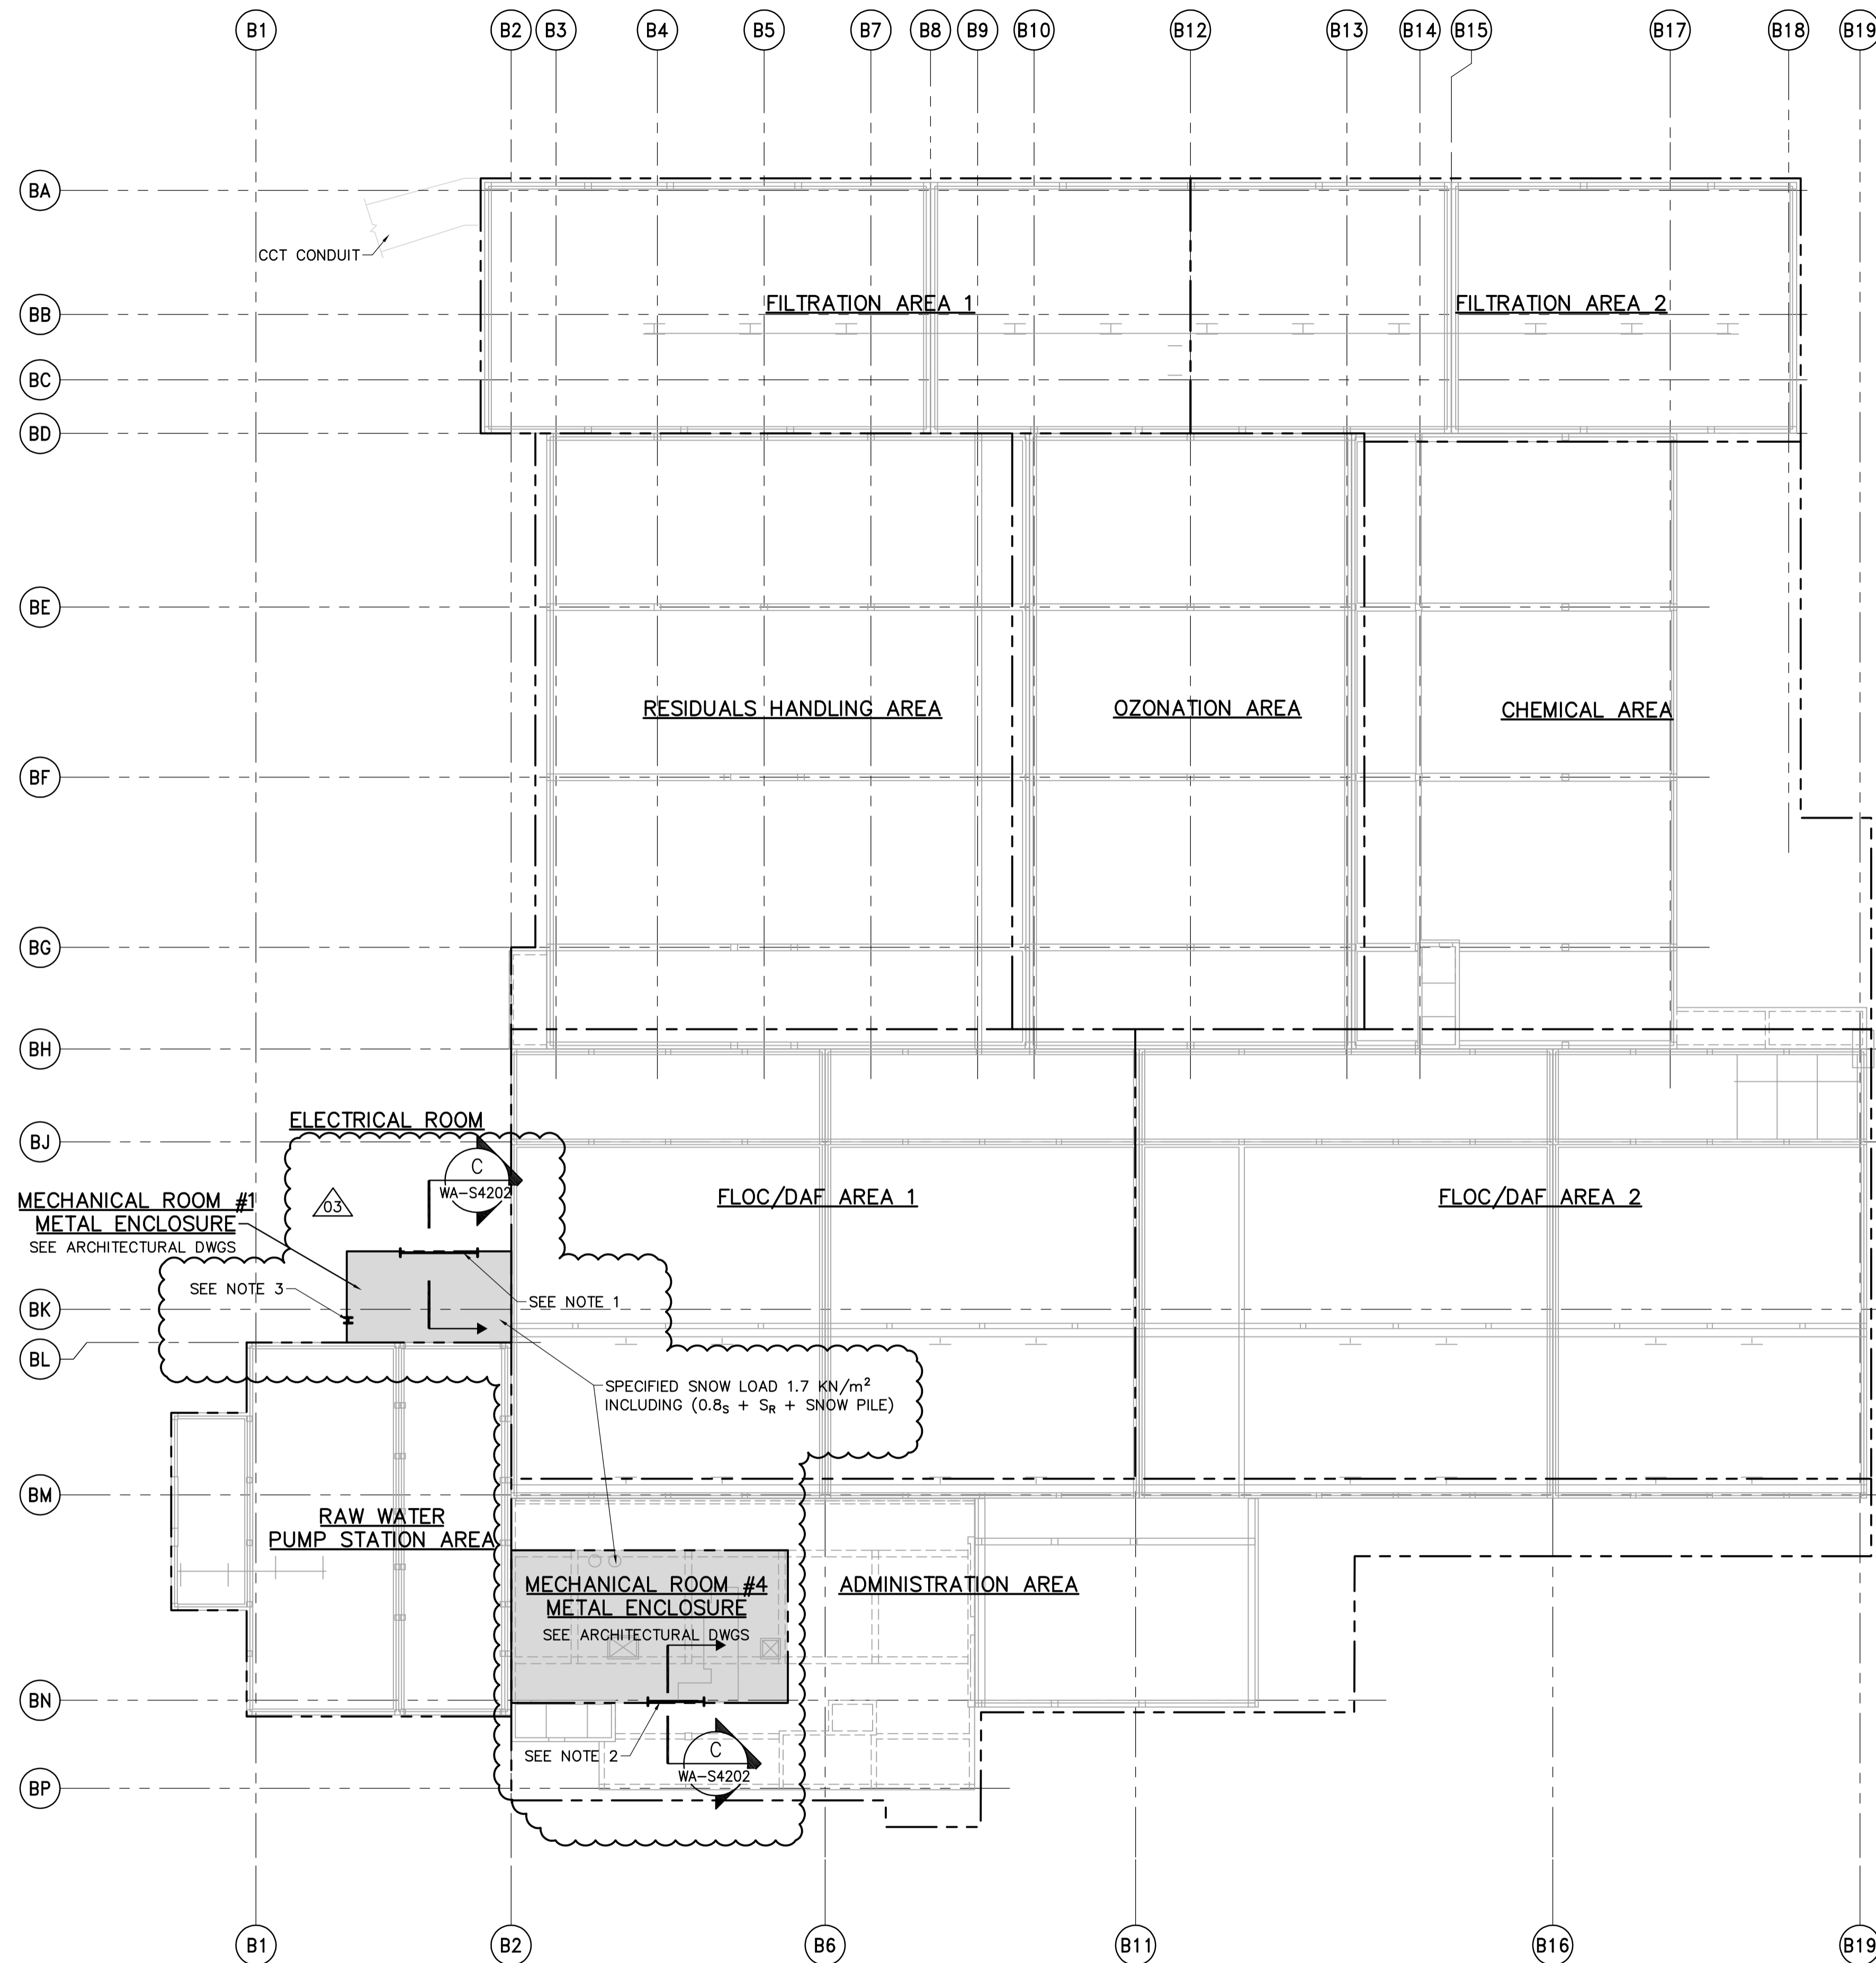 B1
B2
B3
B4
B5
B7
B8
B9
B10
B12
B13
B14
B15
B17
B18
B19
BA
CCT CONDUIT
BB
FILTRATION AREA 1
FILTRATION AREA 2
BC
BD
BE
RESIDUALS HANDLING AREA
OZONATION AREA
CHEMICAL AREA
BF
BG
BH
ELECTRICAL ROOM
BJ
C
WA-S4202
03
MECHANICAL ROOM #1
METAL ENCLOSURE
SEE ARCHITECTURAL DWGS
FLOC/DAF AREA 1
FLOC/DAF AREA 2
SEE NOTE 3
SEE NOTE 1
BK
BL
SPECIFIED SNOW LOAD 1.7 KN/m²
INCLUDING (0.8S + SR + SNOW PILE)
BM
RAW WATER
PUMP STATION AREA
MECHANICAL ROOM #4
METAL ENCLOSURE
SEE ARCHITECTURAL DWGS
ADMINISTRATION AREA
BN
SEE NOTE 2
C
WA-S4202
BP
B1
B2
B6
B11
B16
B19